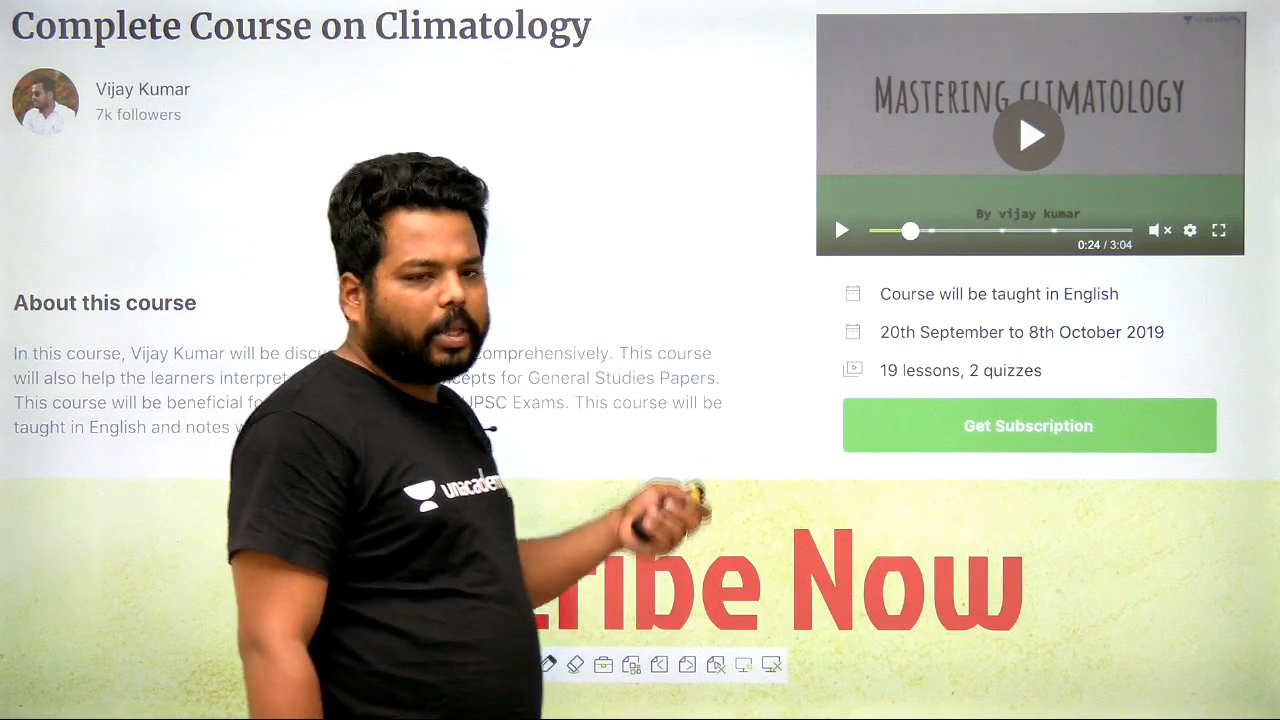 Complete Course on Climatology
Vijay Kumar
7k followers
About this course
In this course, Vijay Kumar will be comprehensively. This course
will also help the learners interpret for General Studies Papers.
This course will be beneficial UPSC Exams. This course will be
taught in English and notes
unacademy
MASTERING CLIMATOLOGY
By vijay kumar
0:24 / 3:04
Course will be taught in English
20th September to 8th October 2019
19 lessons, 2 quizzes
Get Subscription
Now
unacademy